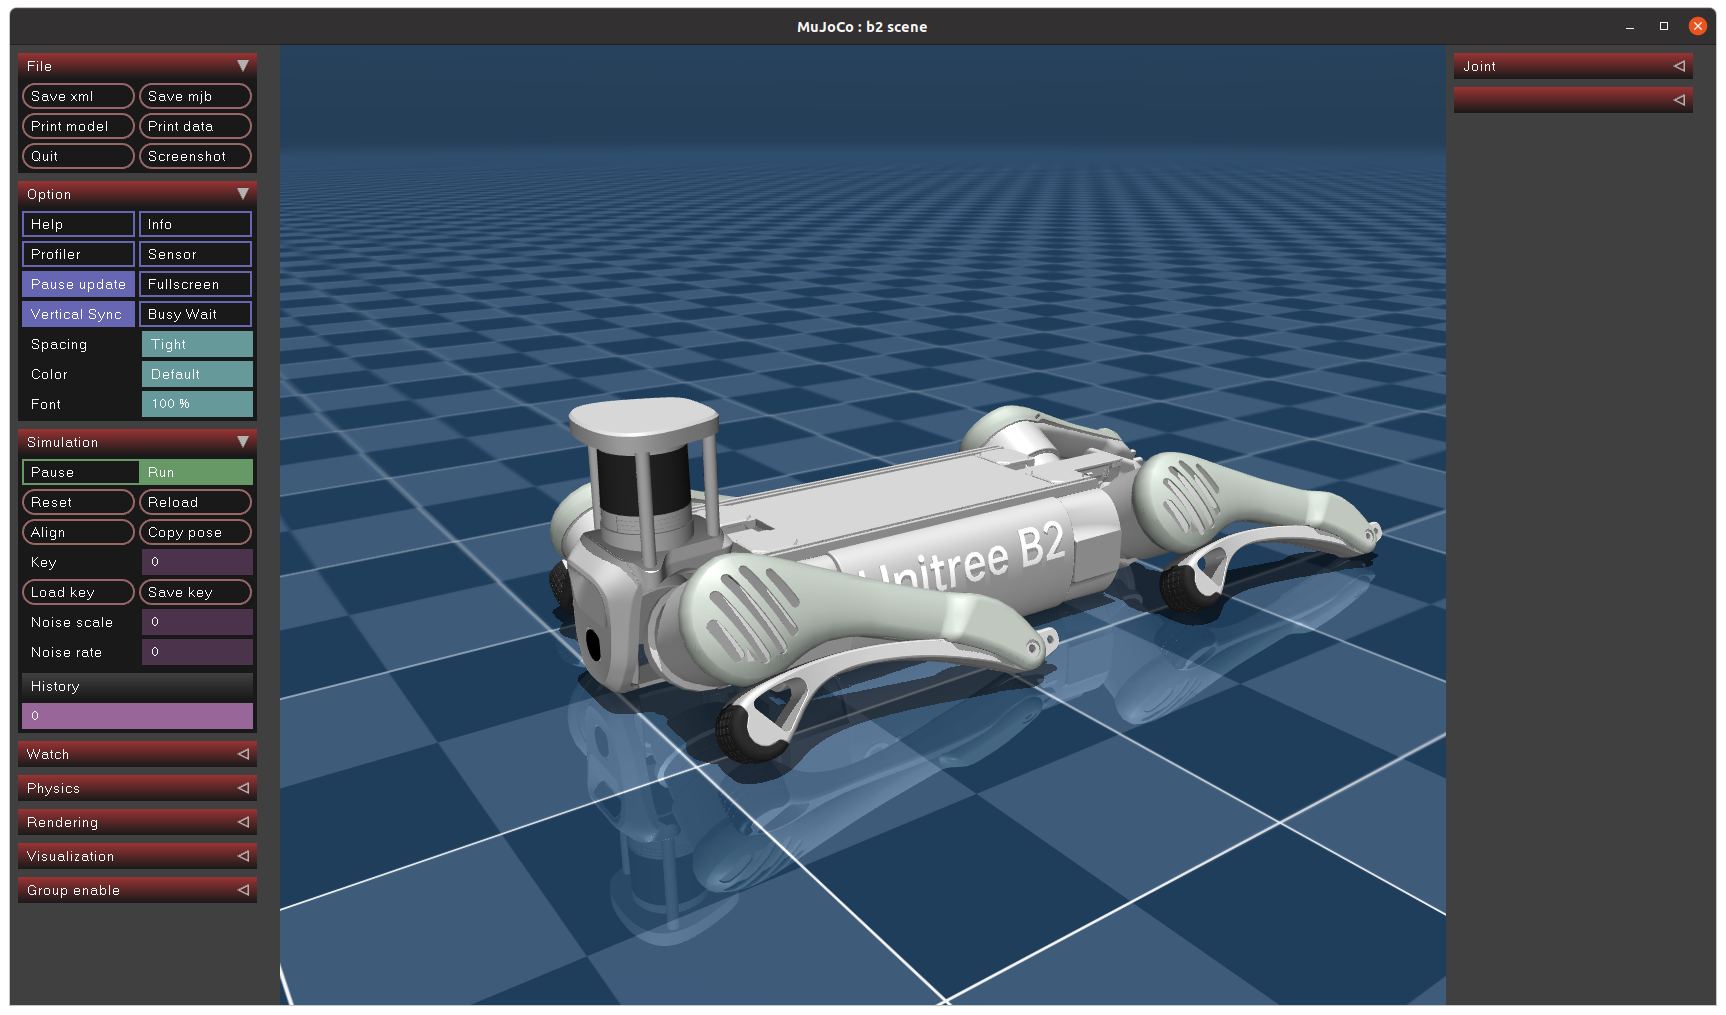 MuJoCo : b2 scene
File
Save xml Save mjb
Print model Print data
Quit Screenshot
Option
Help Info
Profiler Sensor
Pause update Fullscreen
Vertical Sync Busy Wait
Spacing Tight
Color Default
Font 100 %
Simulation
Pause Run
Reset Reload
Align Copy pose
Key 0
Load key Save key
Noise scale 0
Noise rate 0
History
0
Watch
Physics
Rendering
Visualization
Group enable
Unitree B2
Joint